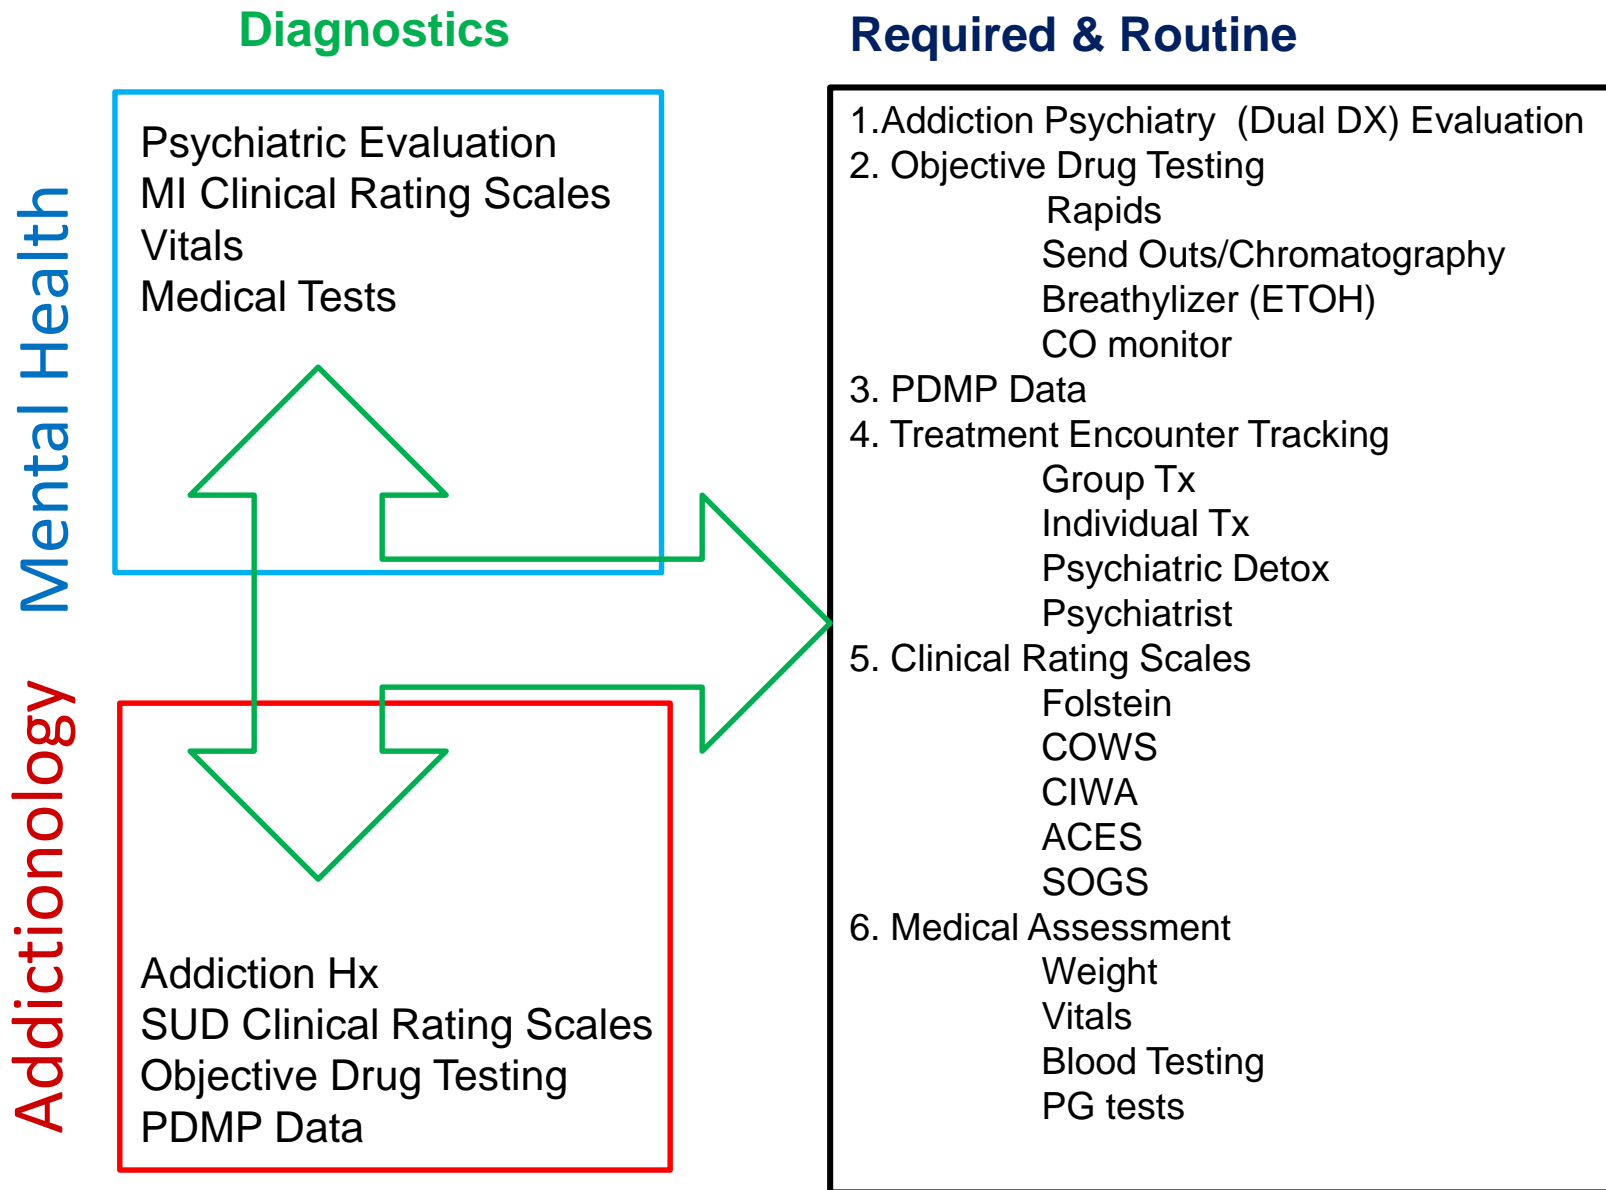 Diagnostics
Mental Health
Psychiatric Evaluation
MI Clinical Rating Scales
Vitals
Medical Tests
Addictionology
Addiction Hx
SUD Clinical Rating Scales
Objective Drug Testing
PDMP Data
Required & Routine
1.Addiction Psychiatry (Dual DX) Evaluation
2. Objective Drug Testing
Rapids
Send Outs/Chromatography
Breathylizer (ETOH)
CO monitor
3. PDMP Data
4. Treatment Encounter Tracking
Group Tx
Individual Tx
Psychiatric Detox
Psychiatrist
5. Clinical Rating Scales
Folstein
COWS
CIWA
ACES
SOGS
6. Medical Assessment
Weight
Vitals
Blood Testing
PG tests